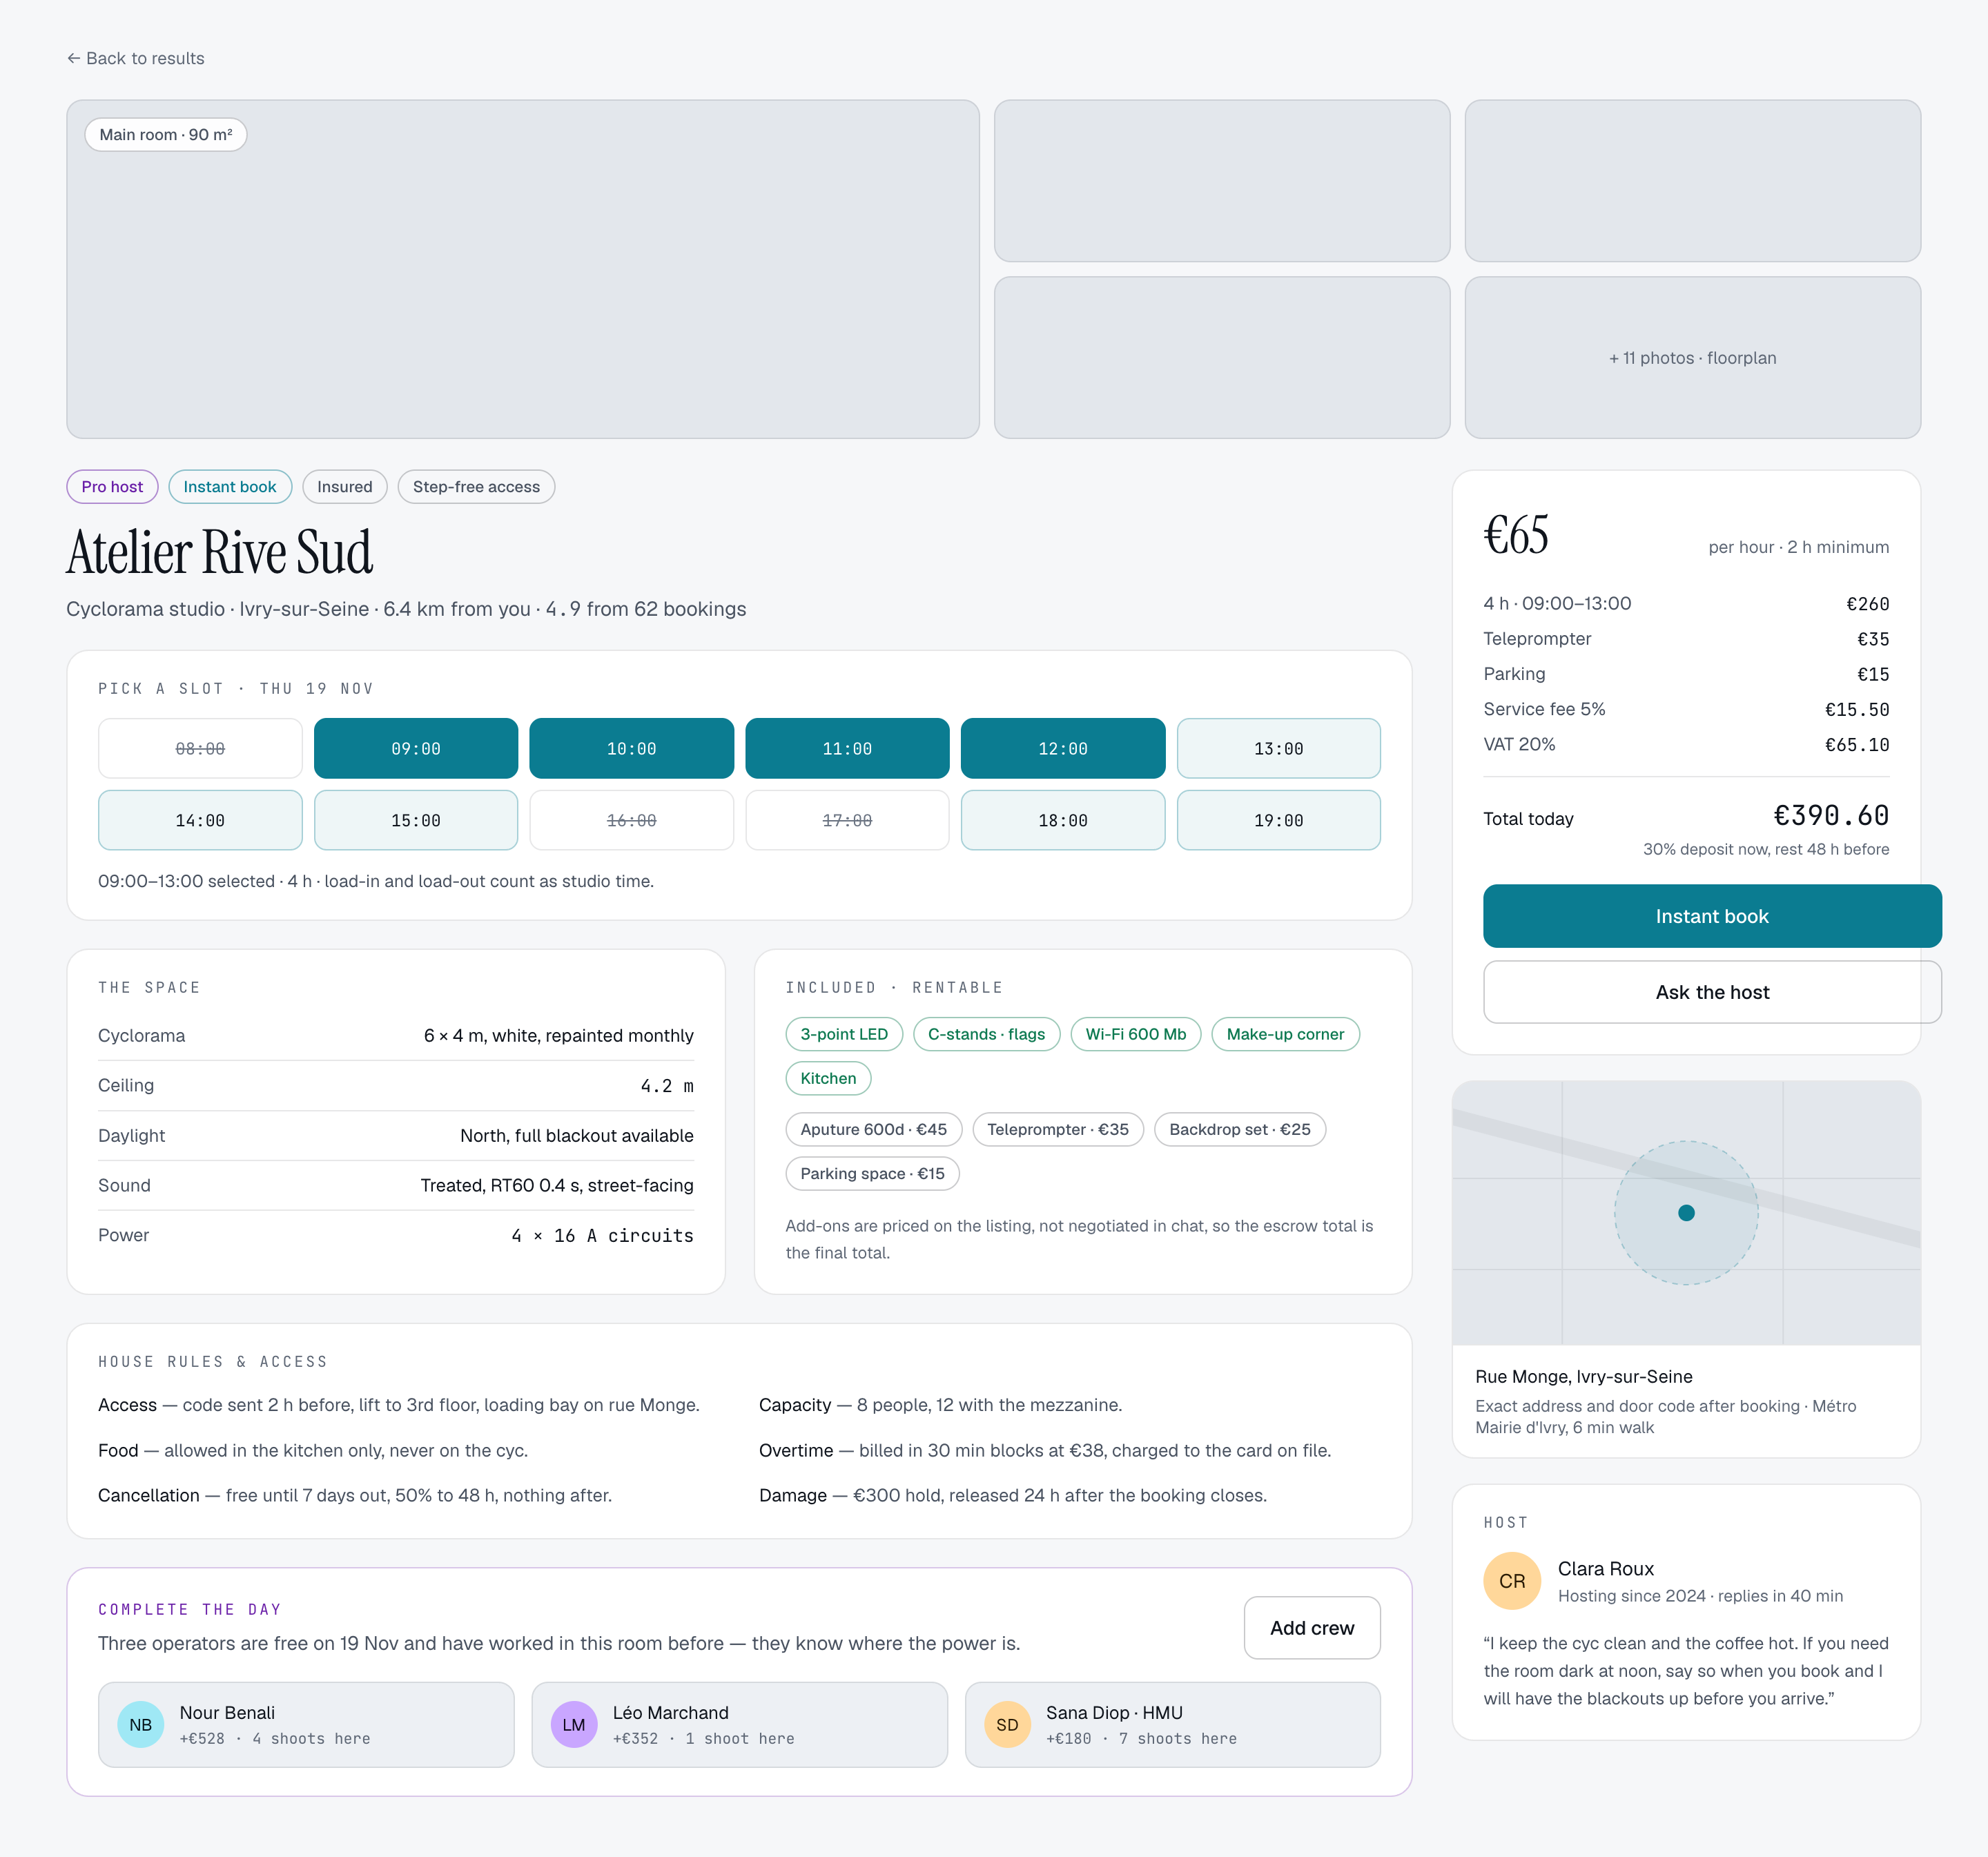 ← Back to results
Main room · 90 m²
+ 11 photos · floorplan
Pro host
Instant book
Insured
Step-free access
Atelier Rive Sud
Cyclorama studio · Ivry-sur-Seine · 6.4 km from you · 4.9 from 62 bookings
PICK A SLOT · THU 19 NOV
08:00
09:00
10:00
11:00
12:00
13:00
14:00
15:00
16:00
17:00
18:00
19:00
09:00–13:00 selected · 4 h · load-in and load-out count as studio time.
THE SPACE
Cyclorama 6 × 4 m, white, repainted monthly
Ceiling 4.2 m
Daylight North, full blackout available
Sound Treated, RT60 0.4 s, street-facing
Power 4 × 16 A circuits
INCLUDED · RENTABLE
3-point LED
C-stands · flags
Wi-Fi 600 Mb
Make-up corner
Kitchen
Aputure 600d · €45
Teleprompter · €35
Backdrop set · €25
Parking space · €15
Add-ons are priced on the listing, not negotiated in chat, so the escrow total is
the final total.
HOUSE RULES & ACCESS
Access — code sent 2 h before, lift to 3rd floor, loading bay on rue Monge.
Capacity — 8 people, 12 with the mezzanine.
Food — allowed in the kitchen only, never on the cyc.
Overtime — billed in 30 min blocks at €38, charged to the card on file.
Cancellation — free until 7 days out, 50% to 48 h, nothing after.
Damage — €300 hold, released 24 h after the booking closes.
COMPLETE THE DAY
Three operators are free on 19 Nov and have worked in this room before — they know where the power is.
Add crew
NB
Nour Benali
+€528 · 4 shoots here
LM
Léo Marchand
+€352 · 1 shoot here
SD
Sana Diop · HMU
+€180 · 7 shoots here
€65
per hour · 2 h minimum
4 h · 09:00–13:00 €260
Teleprompter €35
Parking €15
Service fee 5% €15.50
VAT 20% €65.10
Total today €390.60
30% deposit now, rest 48 h before
Instant book
Ask the host
Rue Monge, Ivry-sur-Seine
Exact address and door code after booking · Métro
Mairie d'Ivry, 6 min walk
HOST
CR
Clara Roux
Hosting since 2024 · replies in 40 min
“I keep the cyc clean and the coffee hot. If you need
the room dark at noon, say so when you book and I
will have the blackouts up before you arrive.”